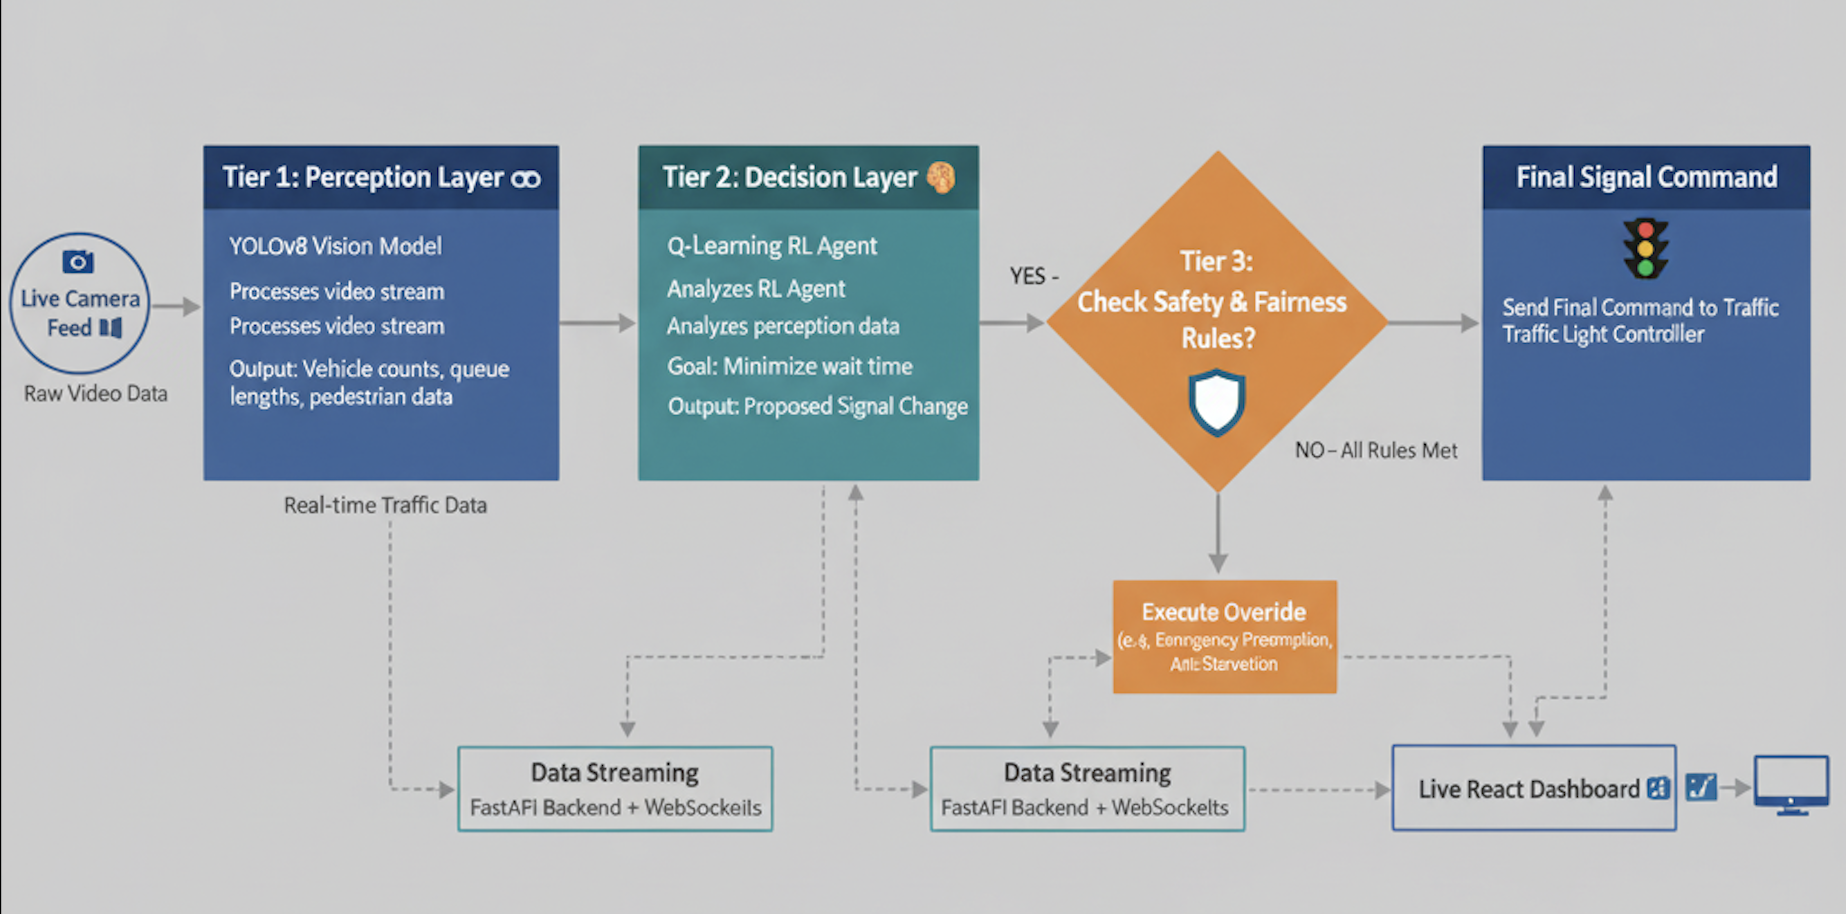 Live Camera
Feed
Raw Video Data
Tier 1: Perception Layer
YOLOv8 Vision Model
Processes video stream
Processes video stream
Output: Vehicle counts, queue
lengths, pedestrian data
Real-time Traffic Data
Tier 2: Decision Layer
Q-Learning RL Agent
Analyzes RL Agent
Analyzes perception data
Goal: Minimize wait time
Output: Proposed Signal Change
YES -
Tier 3:
Check Safety & Fairness
Rules?
NO – All Rules Met
Final Signal Command
Send Final Command to Traffic
Traffic Light Controller
Execute Overide
Data Streaming
FastAFI Backend + WebSockeils
Data Streaming
FastAFI Backend + WebSockelts
Live React Dashboard